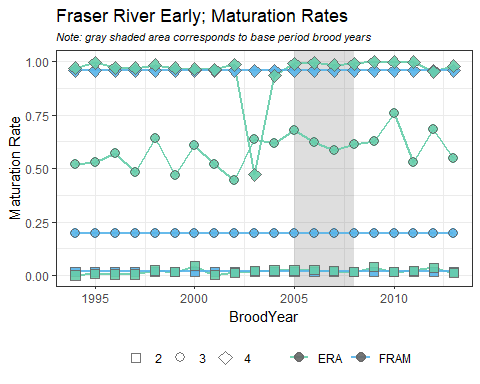 Fraser River Early; Maturation Rates
Note: gray shaded area corresponds to base period brood years
1.00
0.75
0.50
0.25
0.00
Maturation Rate
1995 2000 2005 2010
BroodYear
2 3 4 ERA FRAM